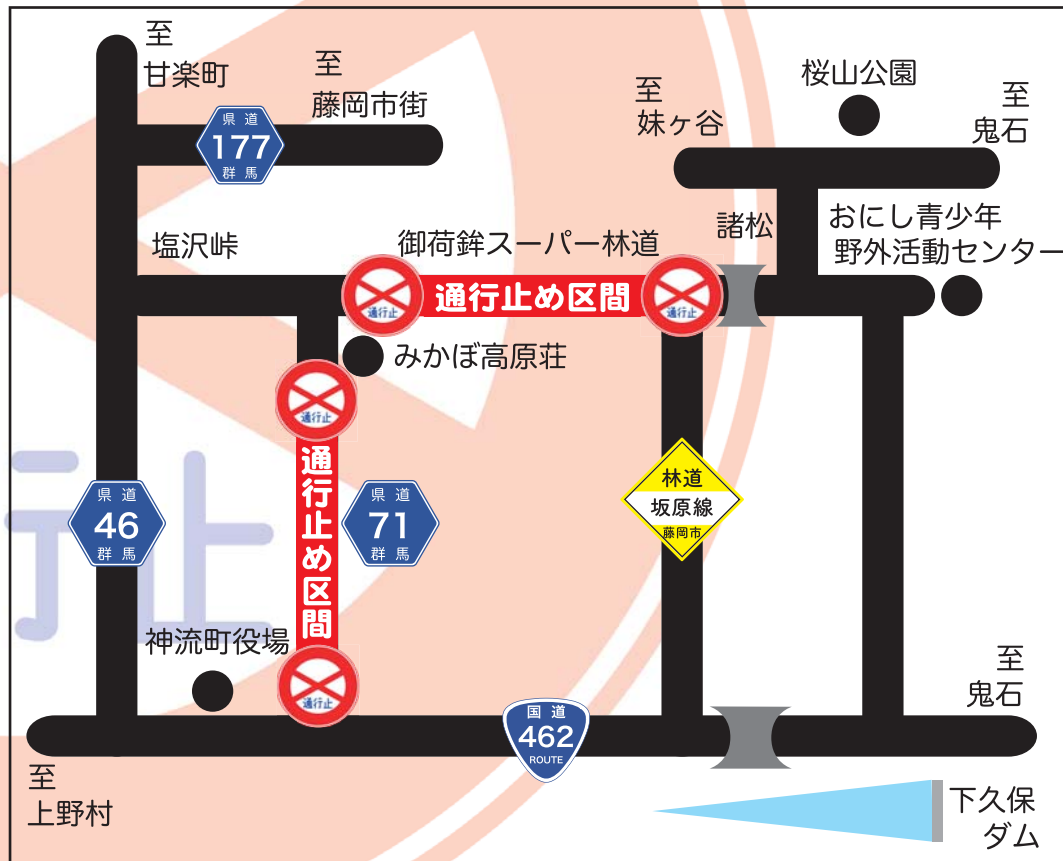 至
甘楽町
至
藤岡市街
県道
177
群馬
至
妹ヶ谷
桜山公園
至
鬼石
塩沢峠
御荷鉾スーパー林道
諸松
おにし青少年
野外活動センター
通行止
通行止め区間
通行止
みかぼ高原荘
通行止
通行止め区間
県道
46
群馬
県道
71
群馬
林道
坂原線
藤岡市
神流町役場
通行止
国道
462
ROUTE
至
鬼石
至
上野村
下久保
ダム
止